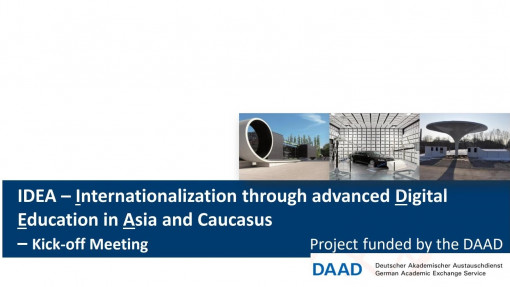 IDEA – Internationalization through advanced Digital
Education in Asia and Caucasus
– Kick-off Meeting
Project funded by the DAAD
DAAD
Deutscher Akademischer Austauschdienst
German Academic Exchange Service